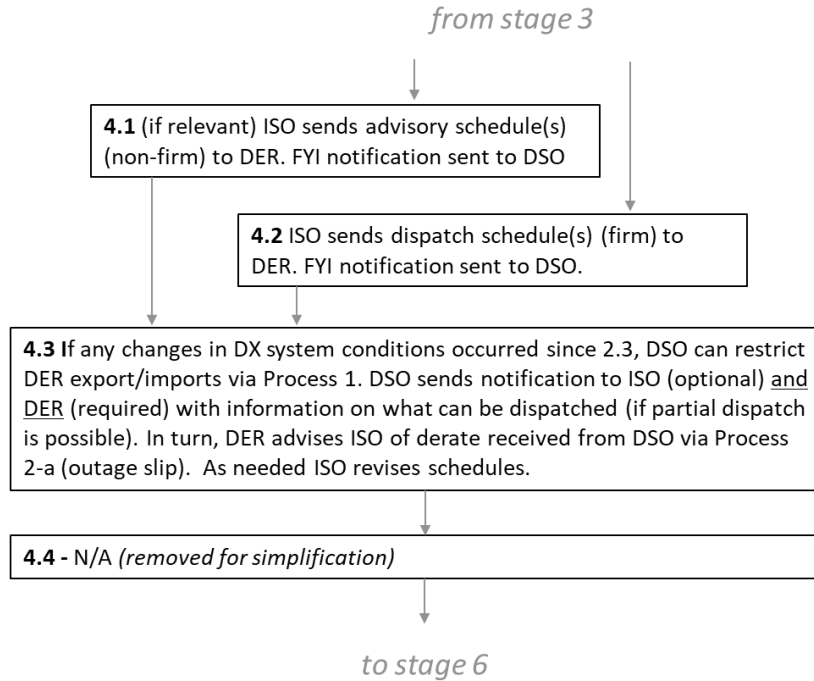 from stage 3
4.1 (if relevant) ISO sends advisory schedule(s)
(non-firm) to DER. FYI notification sent to DSO
4.2 ISO sends dispatch schedule(s) (firm) to
DER. FYI notification sent to DSO.
4.3 If any changes in DX system conditions occurred since 2.3, DSO can restrict
DER export/imports via Process 1. DSO sends notification to ISO (optional) and
DER (required) with information on what can be dispatched (if partial dispatch
is possible). In turn, DER advises ISO of derate received from DSO via Process
2-a (outage slip).  As needed ISO revises schedules.
4.4 - N/A (removed for simplification)
to stage 6